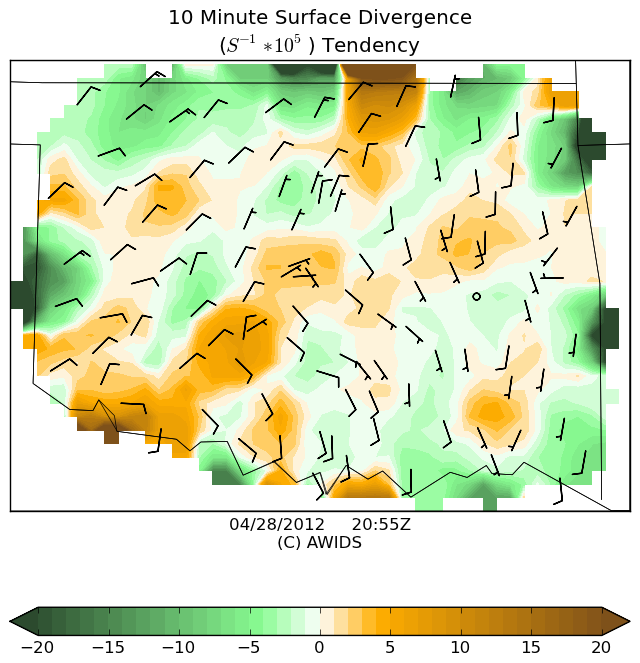 10 Minute Surface Divergence
(S⁻¹ *10⁵ ) Tendency
04/28/2012 20:55Z
(C) AWIDS
−20 −15 −10 −5 0 5 10 15 20